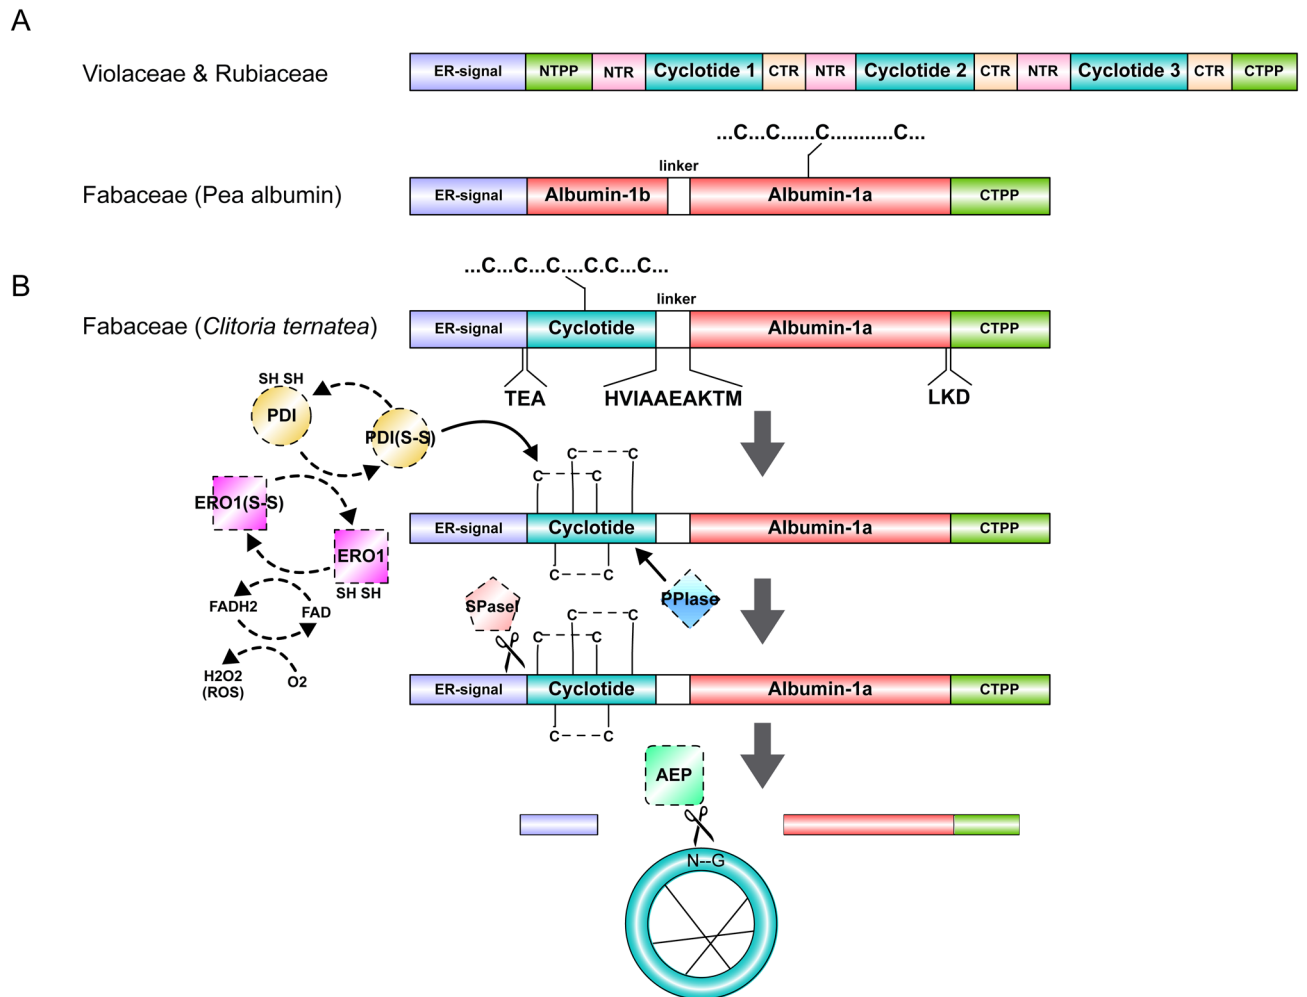 A
Violaceae & Rubiaceae
ER-signal NTPP NTR Cyclotide 1 CTR NTR Cyclotide 2 CTR NTR Cyclotide 3 CTR CTPP
...C...C......C...........C...
linker
Fabaceae (Pea albumin)
ER-signal Albumin-1b Albumin-1a CTPP
B
...C...C...C....C.C...C...
linker
Fabaceae (Clitoria ternatea)
ER-signal Cyclotide Albumin-1a CTPP
TEA HVIAAEAKTM LKD
SH SH
PDI
PDI(S-S)
C C
C C
ERO1(S-S)
ER-signal Cyclotide Albumin-1a CTPP
ERO1
SH SH
C C
PPIase
SPaseI
FADH2 FAD
C C
C C
H2O2
(ROS)
O2
ER-signal Cyclotide Albumin-1a CTPP
C C
AEP
N--G